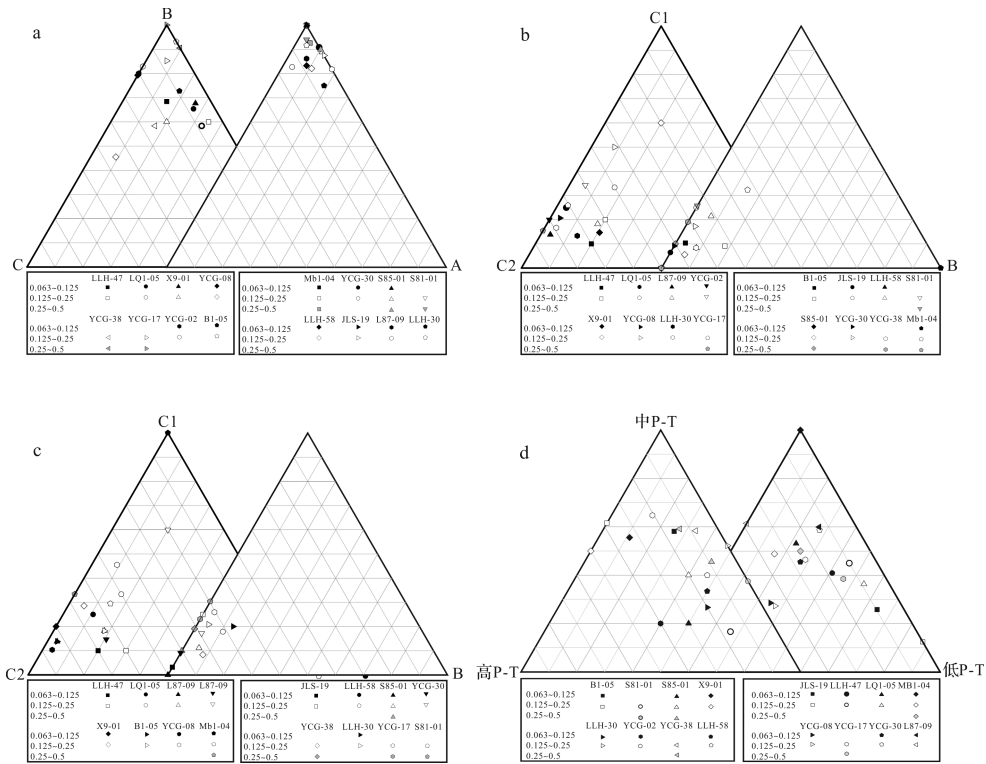 a
B
C
A
LLH-47 LQ1-05 X9-01 YCG-08
0.063~0.125
0.125~0.25
0.25~0.5
YCG-38 YCG-17 YCG-02 B1-05
0.063~0.125
0.125~0.25
0.25~0.5
Mb1-04 YCG-30 S85-01 S81-01
0.063~0.125
0.125~0.25
0.25~0.5
LLH-58 JLS-19 L87-09 LLH-30
0.063~0.125
0.125~0.25
0.25~0.5
b
C1
C2
B
LLH-47 LQ1-05 L87-09 YCG-02
0.063~0.125
0.125~0.25
0.25~0.5
X9-01 YCG-08 LLH-30 YCG-17
0.063~0.125
0.125~0.25
0.25~0.5
B1-05 JLS-19 LLH-58 S81-01
0.063~0.125
0.125~0.25
0.25~0.5
S85-01 YCG-30 YCG-38 Mb1-04
0.063~0.125
0.125~0.25
0.25~0.5
c
C1
C2
B
LLH-47 LQ1-05 L87-09 L87-09
0.063~0.125
0.125~0.25
0.25~0.5
X9-01 B1-05 YCG-08 Mb1-04
0.063~0.125
0.125~0.25
0.25~0.5
JLS-19 LLH-58 S85-01 YCG-30
0.063~0.125
0.125~0.25
0.25~0.5
YCG-38 LLH-30 YCG-17 S81-01
0.063~0.125
0.125~0.25
0.25~0.5
d
中P-T
高P-T
低P-T
B1-05 S81-01 S85-01 X9-01
0.063~0.125
0.125~0.25
0.25~0.5
LLH-30 YCG-02 YCG-38 LLH-58
0.063~0.125
0.125~0.25
0.25~0.5
JLS-19 LLH-47 LQ1-05 MB1-04
0.063~0.125
0.125~0.25
0.25~0.5
YCG-08 YCG-17 YCG-30 L87-09
0.063~0.125
0.125~0.25
0.25~0.5